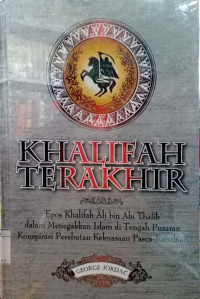 KHALIFAH
TERAKHIR
Epos Khalifah Ali bin Abi Thalib
dalam Menegakkan Islam di Tengah Pusaran
Konspirasi Perebutan Kekuasaan Pasca-Kenabian
GEORGE JORDAC